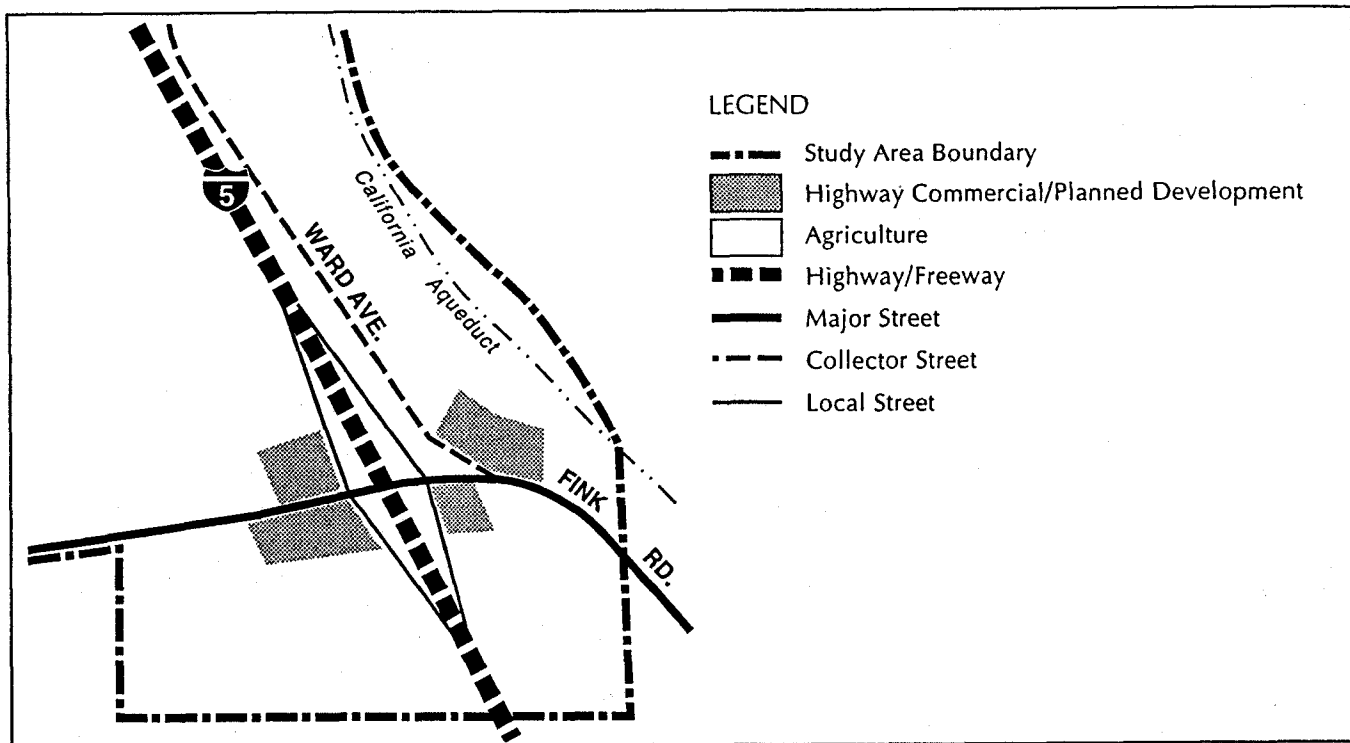 LEGEND
Study Area Boundary
Highway Commercial/Planned Development
Agriculture
Highway/Freeway
Major Street
Collector Street
Local Street
5
WARD AVE.
California Aqueduct
FINK RD.